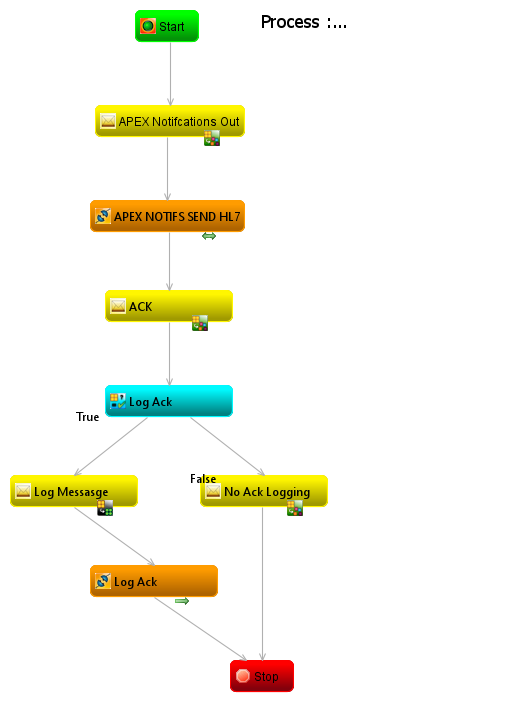 Start
Process :...
APEX Notifcations Out
APEX NOTIFS SEND HL7
ACK
Log Ack
True
False
Log Messasge
No Ack Logging
Log Ack
Stop